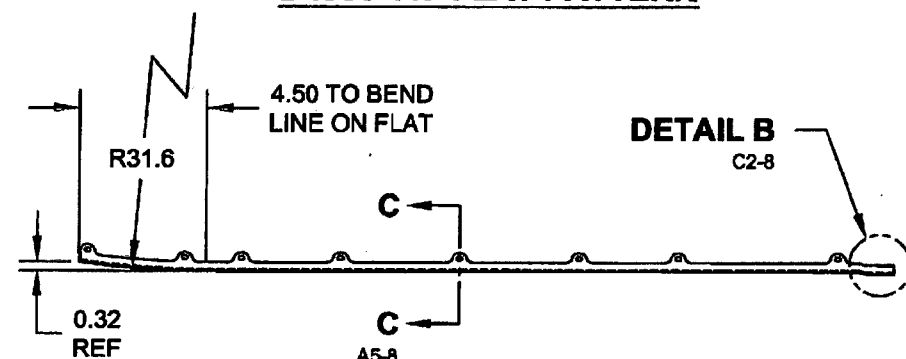 4.50 TO BEND
LINE ON FLAT
R31.6
DETAIL B
C2-8
C
C
A5-8
0.32
REF